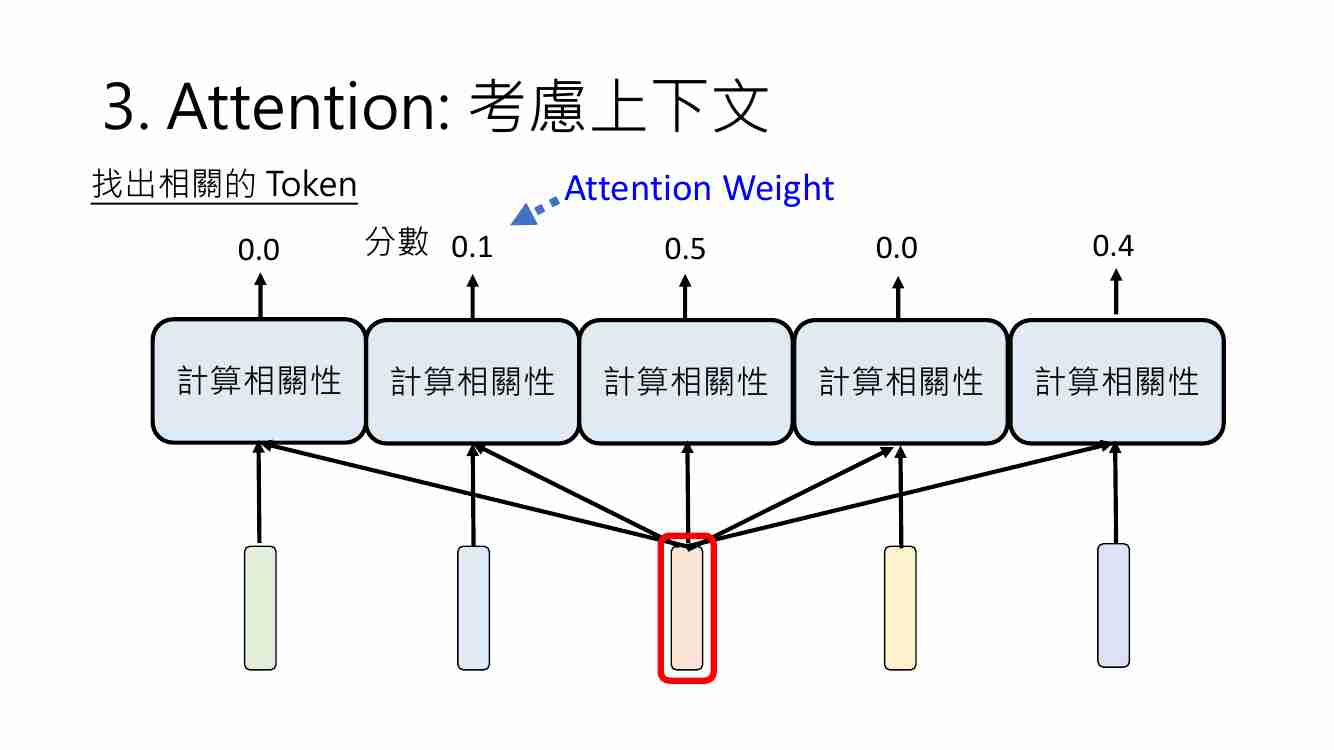 3. Attention: 考慮上下文
找出相關的 Token
Attention Weight
0.0
分數 0.1
0.5
0.0
0.4
計算相關性
計算相關性
計算相關性
計算相關性
計算相關性